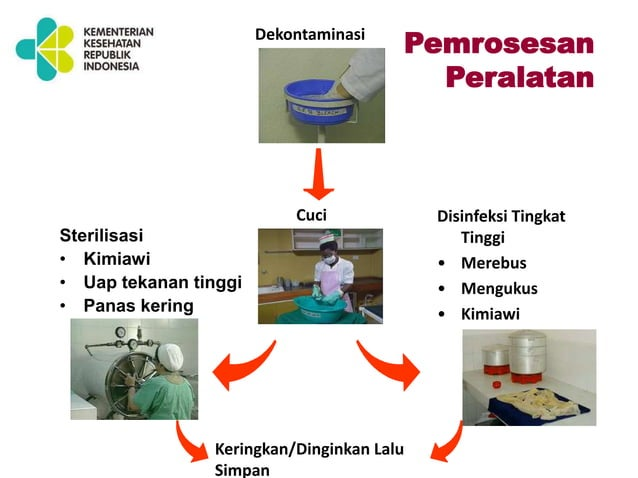 KEMENTERIAN
KESEHATAN
REPUBLIK
INDONESIA
Dekontaminasi
Pemrosesan
Peralatan
Cuci
Sterilisasi
• Kimiawi
• Uap tekanan tinggi
• Panas kering
Disinfeksi Tingkat
Tinggi
• Merebus
• Mengukus
• Kimiawi
Keringkan/Dinginkan Lalu
Simpan